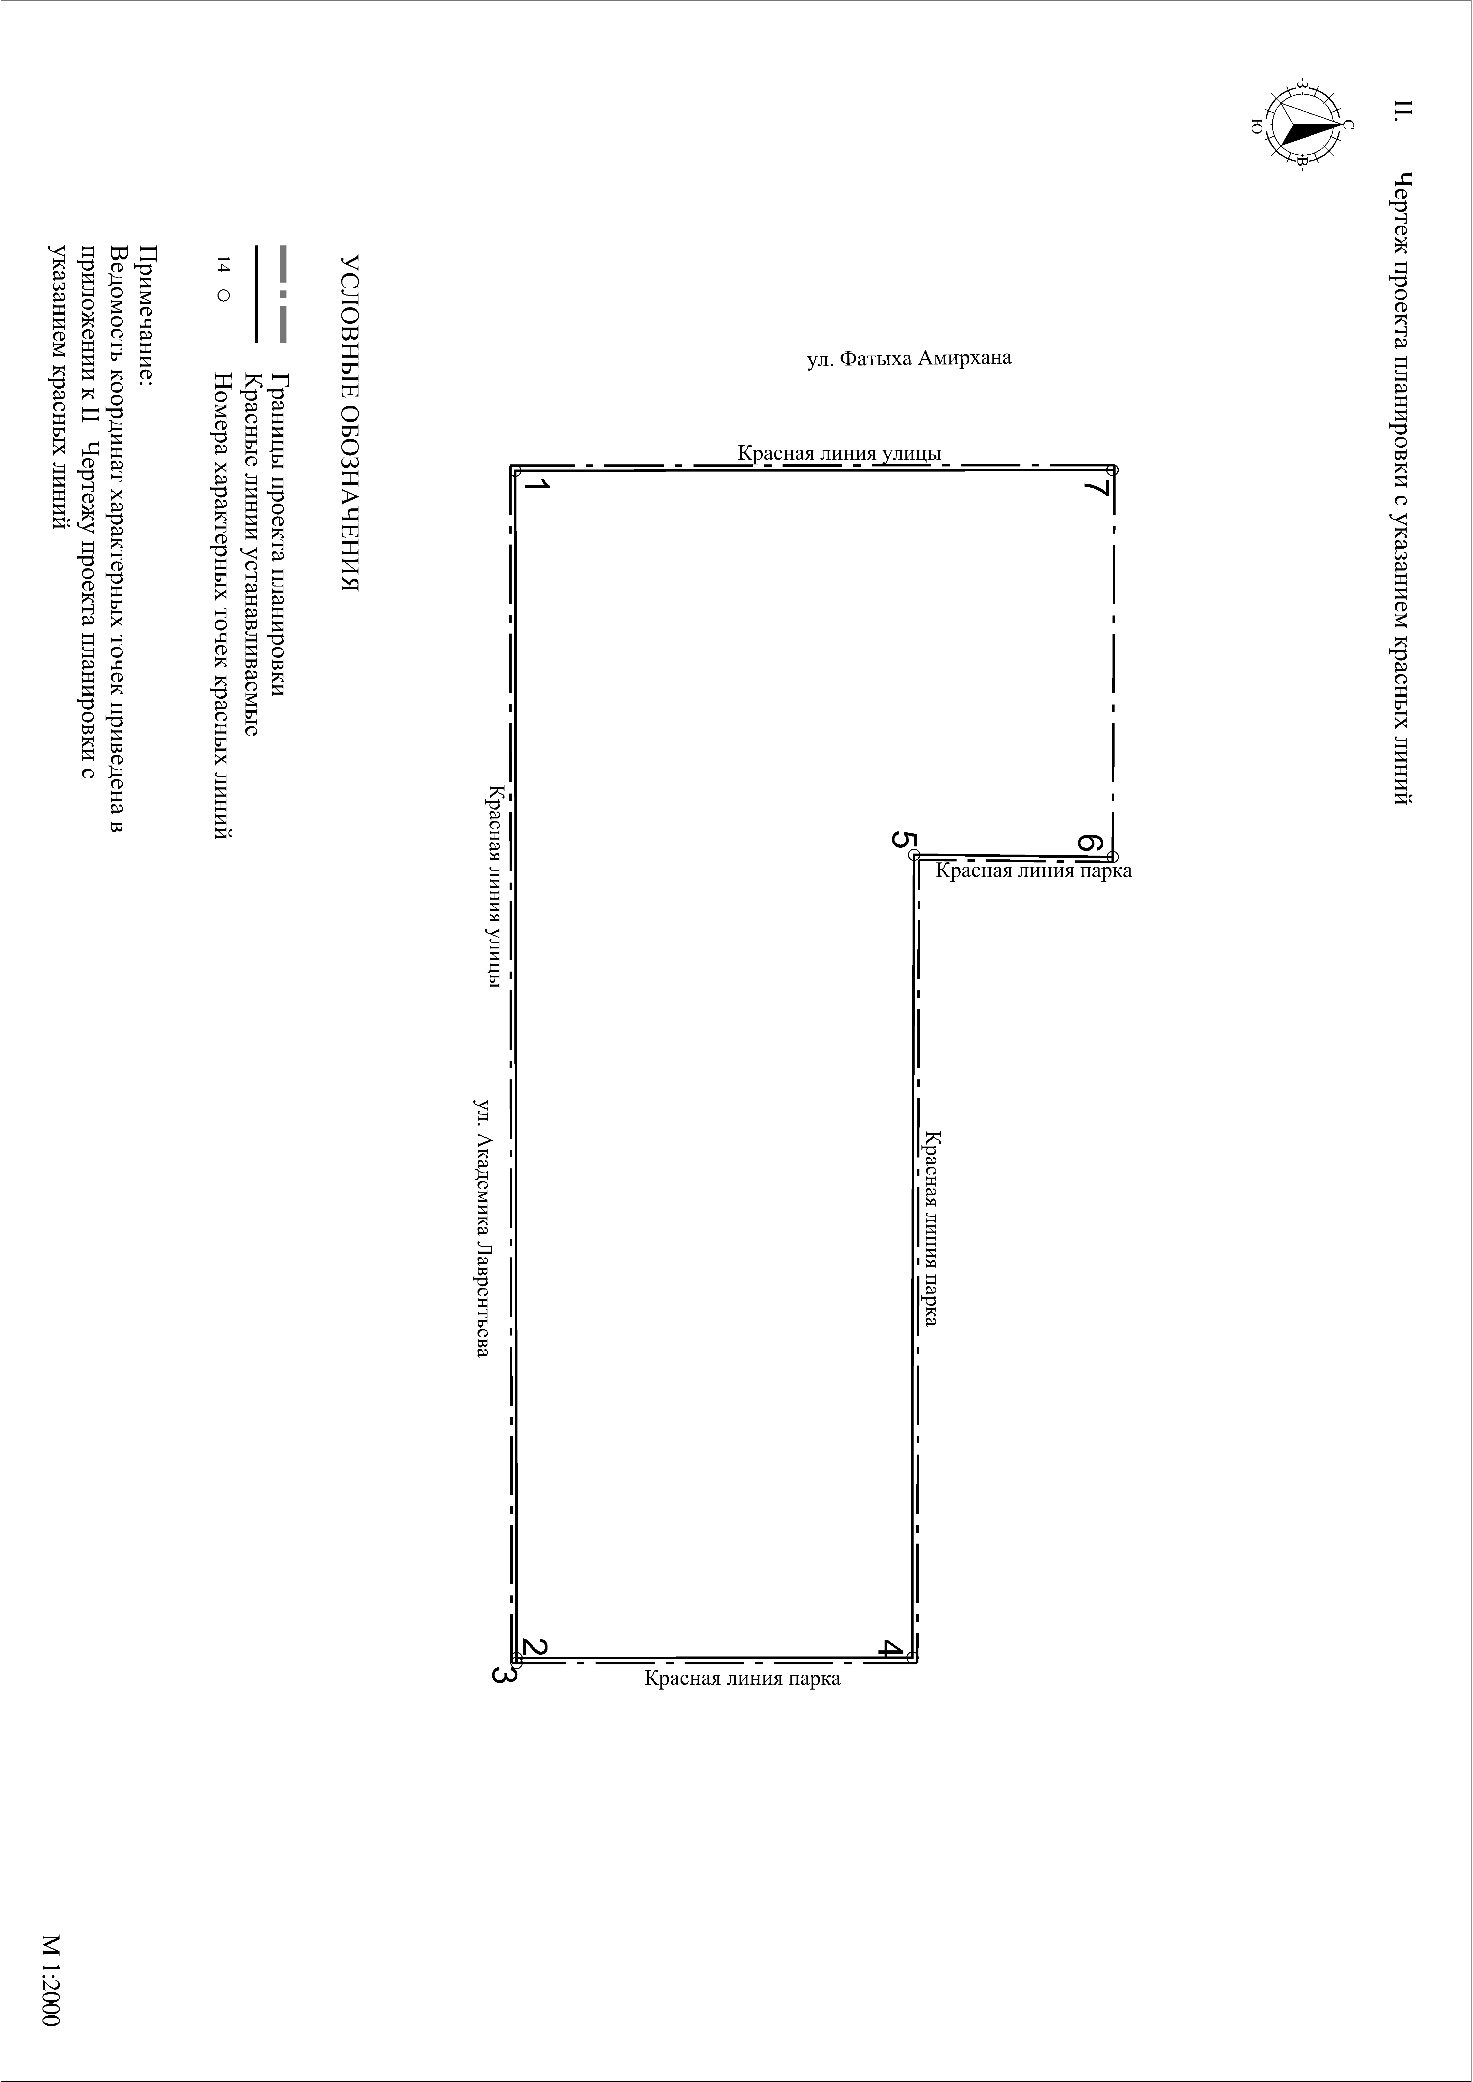 II. Чертеж проекта планировки с указанием красных линий
С
З
В
Ю
ул. Фатыха Амирхана
Красная линия улицы
7
1
6
5
Красная линия парка
Красная линия парка
Красная линия улицы
ул. Академика Лаврентьева
4
2
3
Красная линия парка
УСЛОВНЫЕ ОБОЗНАЧЕНИЯ
Границы проекта планировки
Красные линии устанавливаемые
14 Номера характерных точек красных линий
Примечание:
Ведомость координат характерных точек приведена в
приложении к II Чертежу проекта планировки с
указанием красных линий
М 1:2000